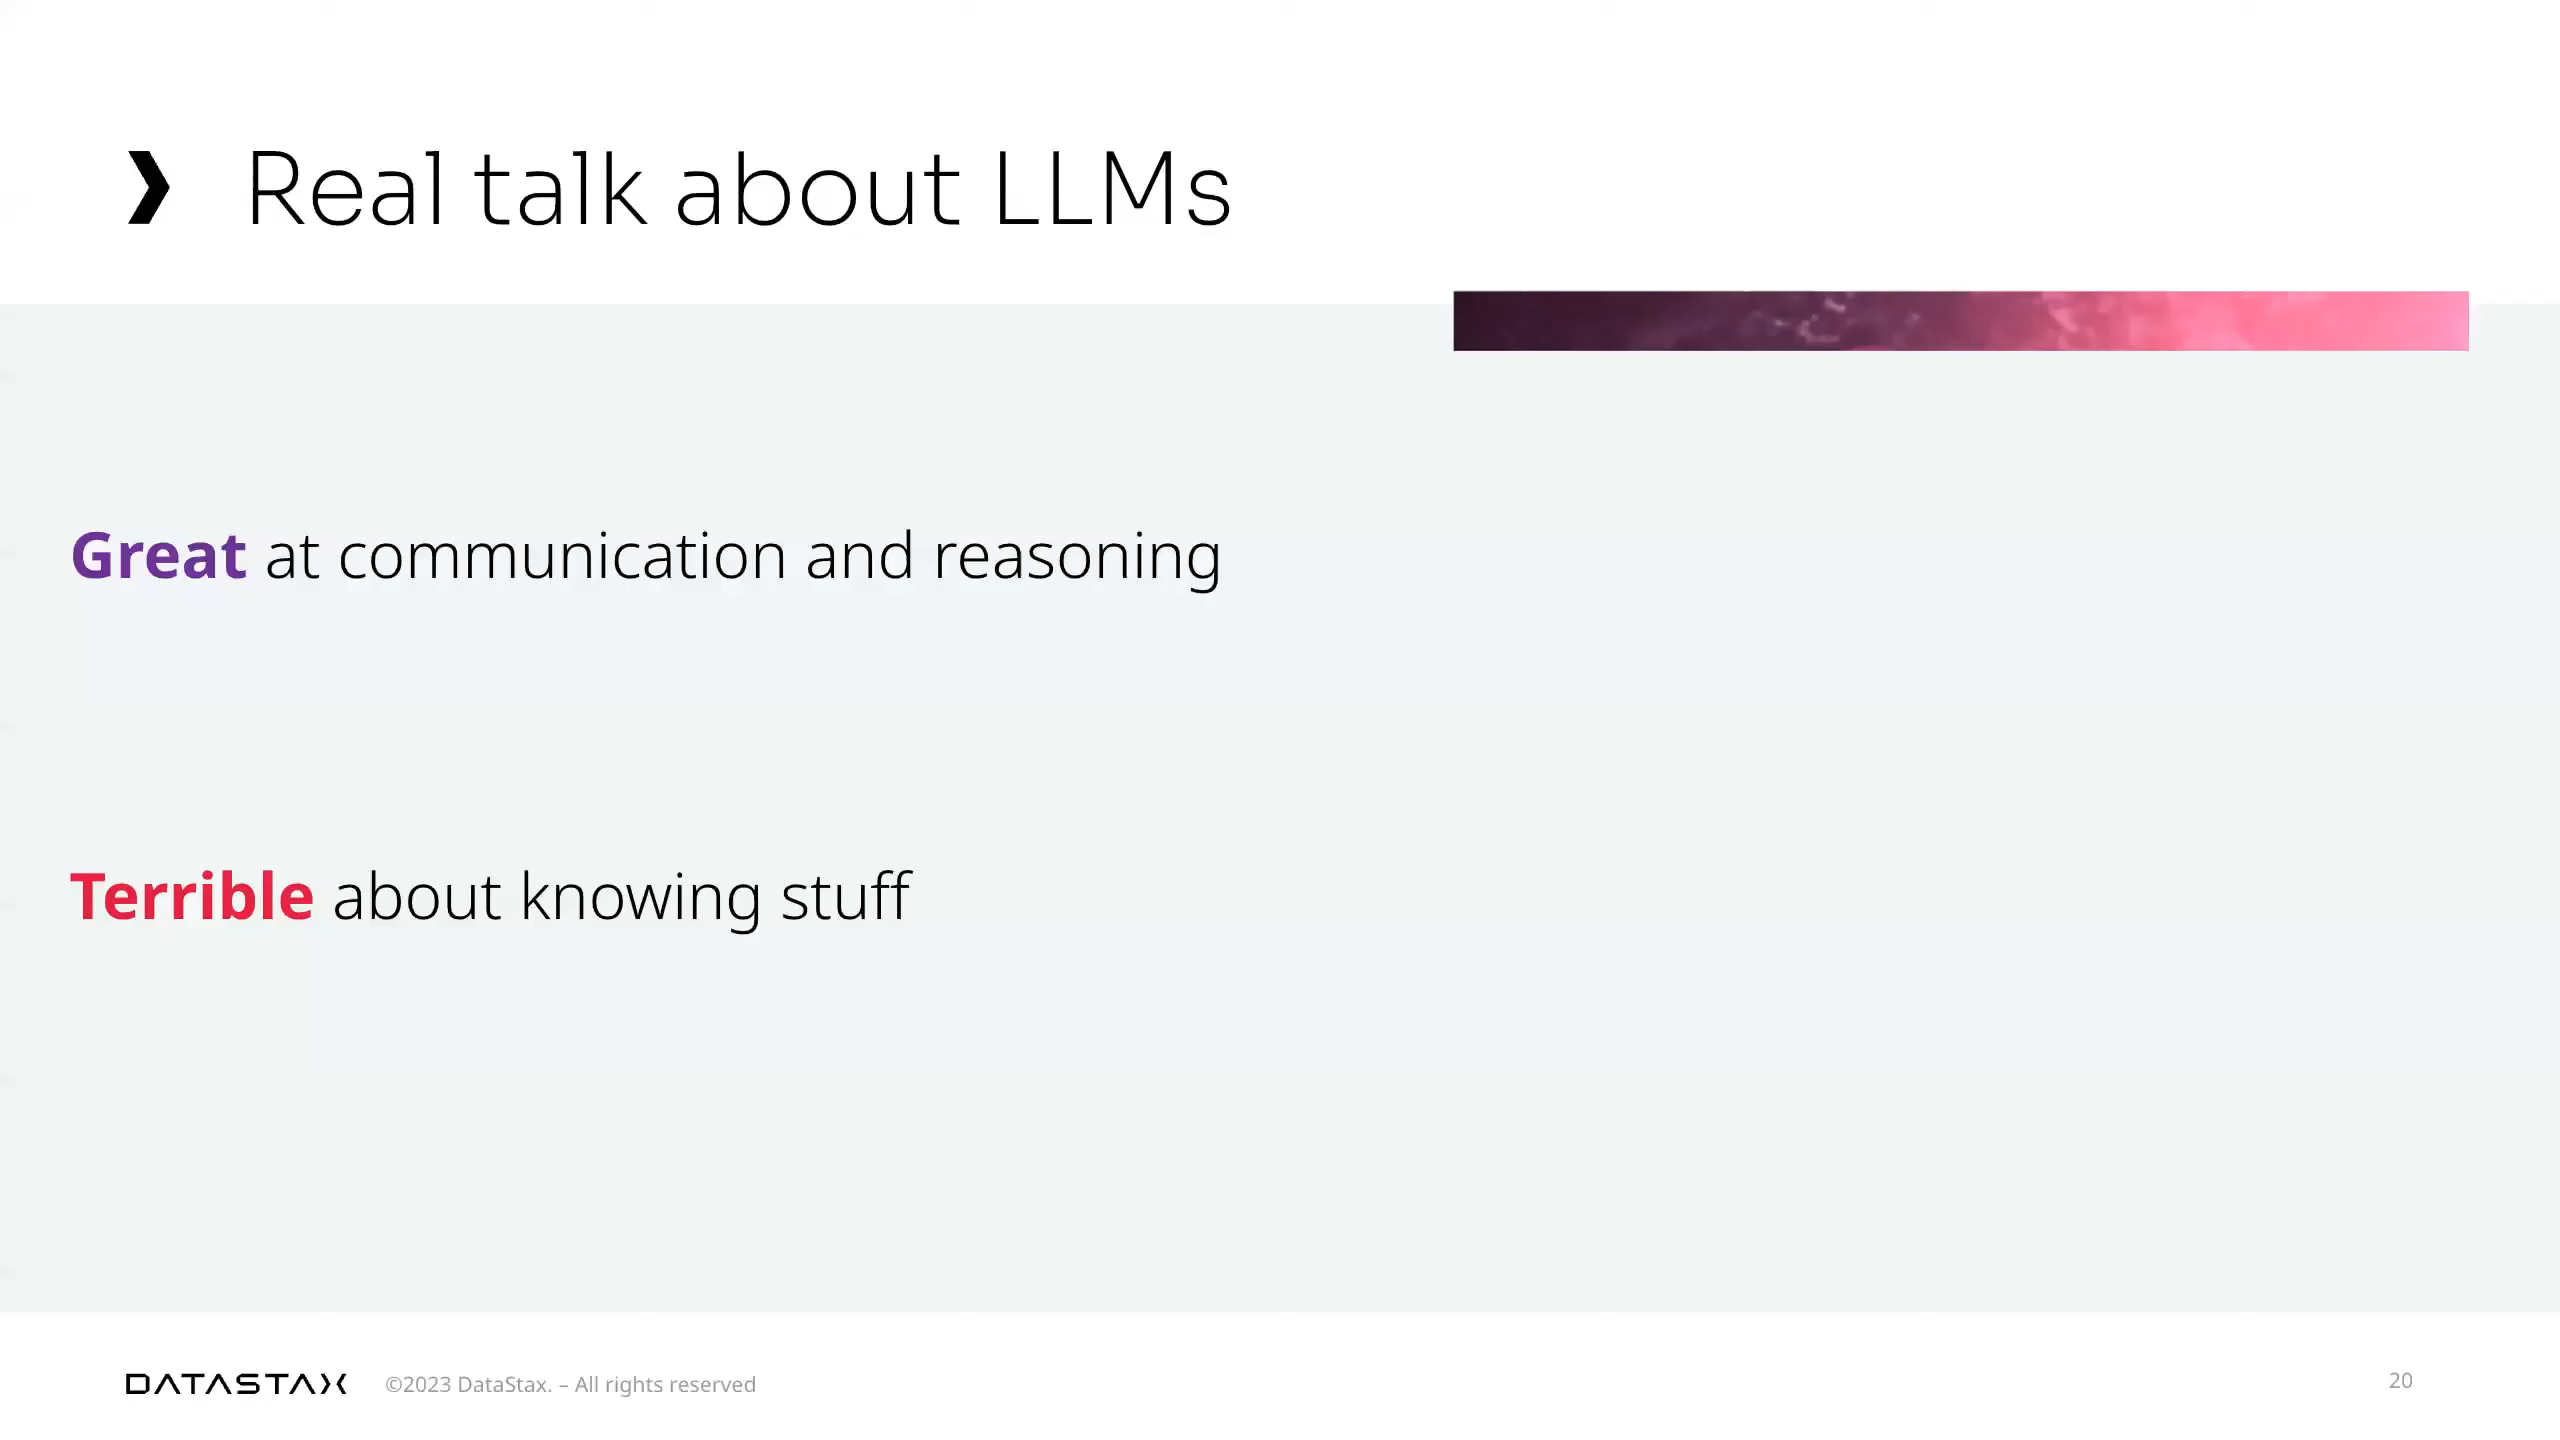 Real talk about LLMs
Great at communication and reasoning
Terrible about knowing stuff
DATASTAX ©2023 DataStax. – All rights reserved
20